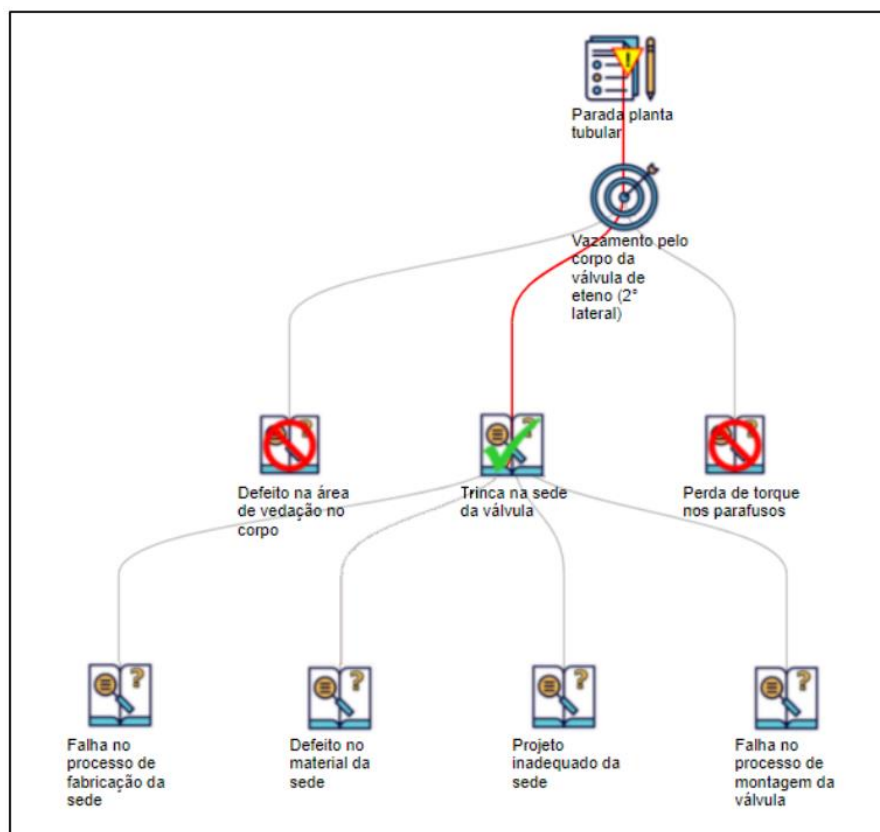 Parada planta
tubular
Vazamento pelo
corpo da
válvula de
eteno (2°
lateral)
Defeito na área
de vedação no
corpo
Trinca na sede
da válvula
Perda de torque
nos parafusos
Falha no
processo de
fabricação da
sede
Defeito no
material da
sede
Projeto
inadequado da
sede
Falha no
processo de
montagem da
válvula